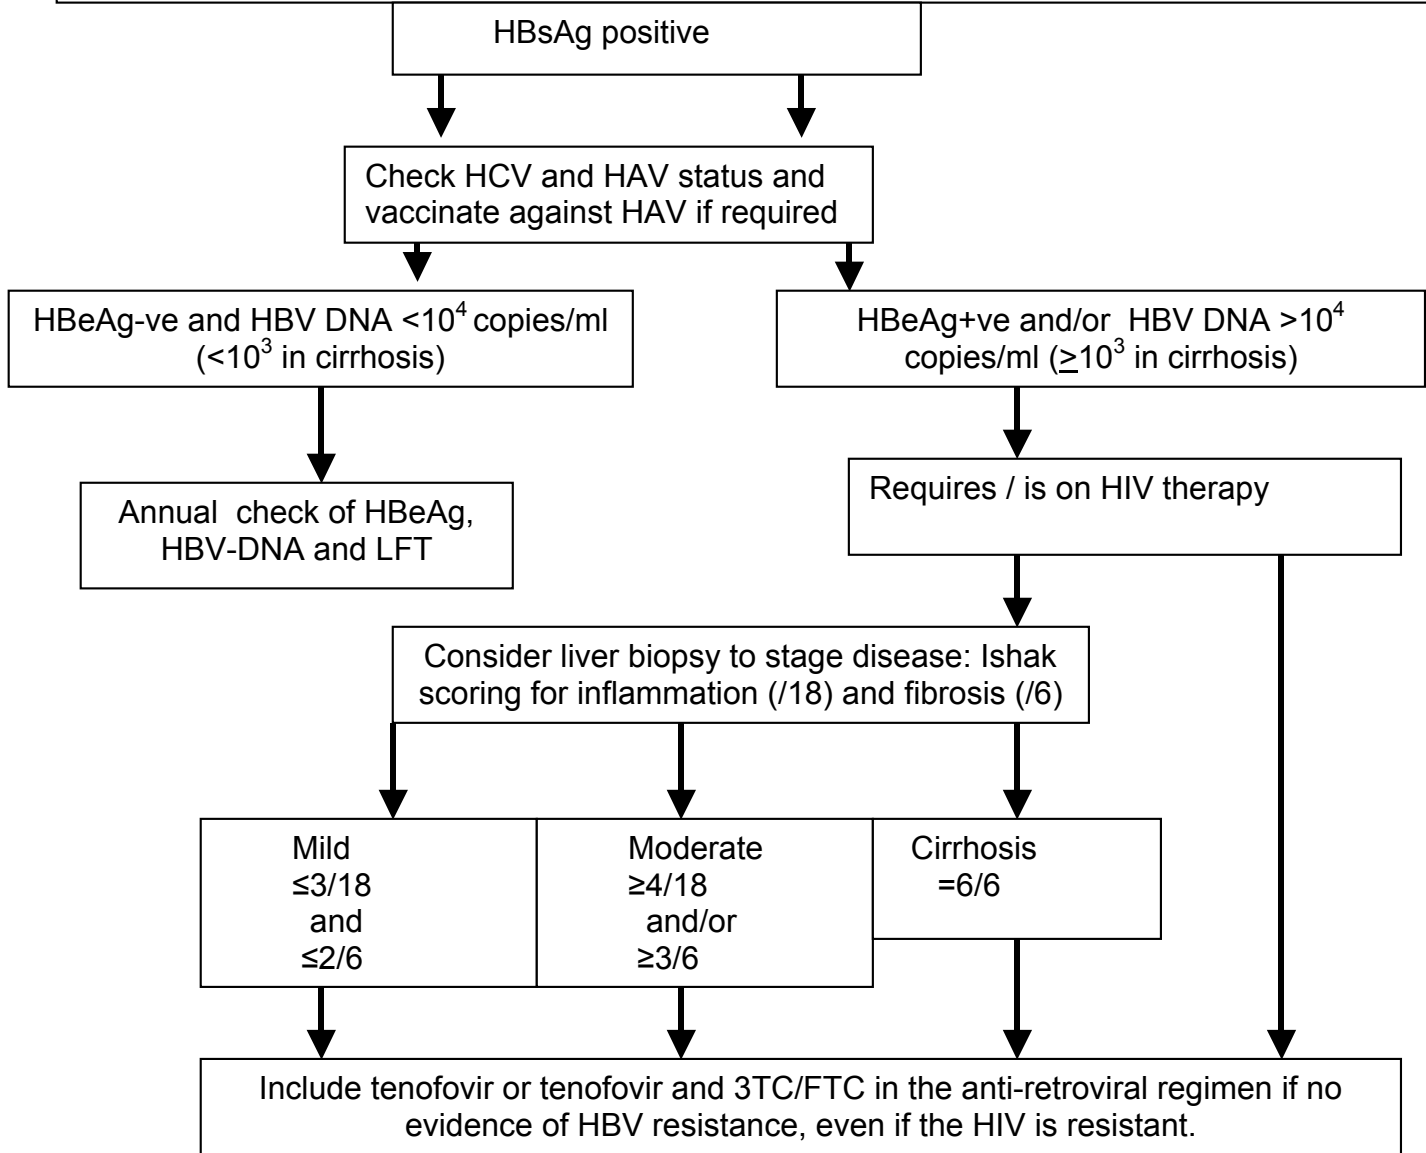 HBsAg positive
Check HCV and HAV status and
vaccinate against HAV if required
HBeAg-ve and HBV DNA <10⁴ copies/ml
(<10³ in cirrhosis)
HBeAg+ve and/or HBV DNA >10⁴
copies/ml (≥10³ in cirrhosis)
Annual check of HBeAg,
HBV-DNA and LFT
Requires / is on HIV therapy
Consider liver biopsy to stage disease: Ishak
scoring for inflammation (/18) and fibrosis (/6)
Mild
≤3/18
and
≤2/6
Moderate
≥4/18
and/or
≥3/6
Cirrhosis
=6/6
Include tenofovir or tenofovir and 3TC/FTC in the anti-retroviral regimen if no
evidence of HBV resistance, even if the HIV is resistant.